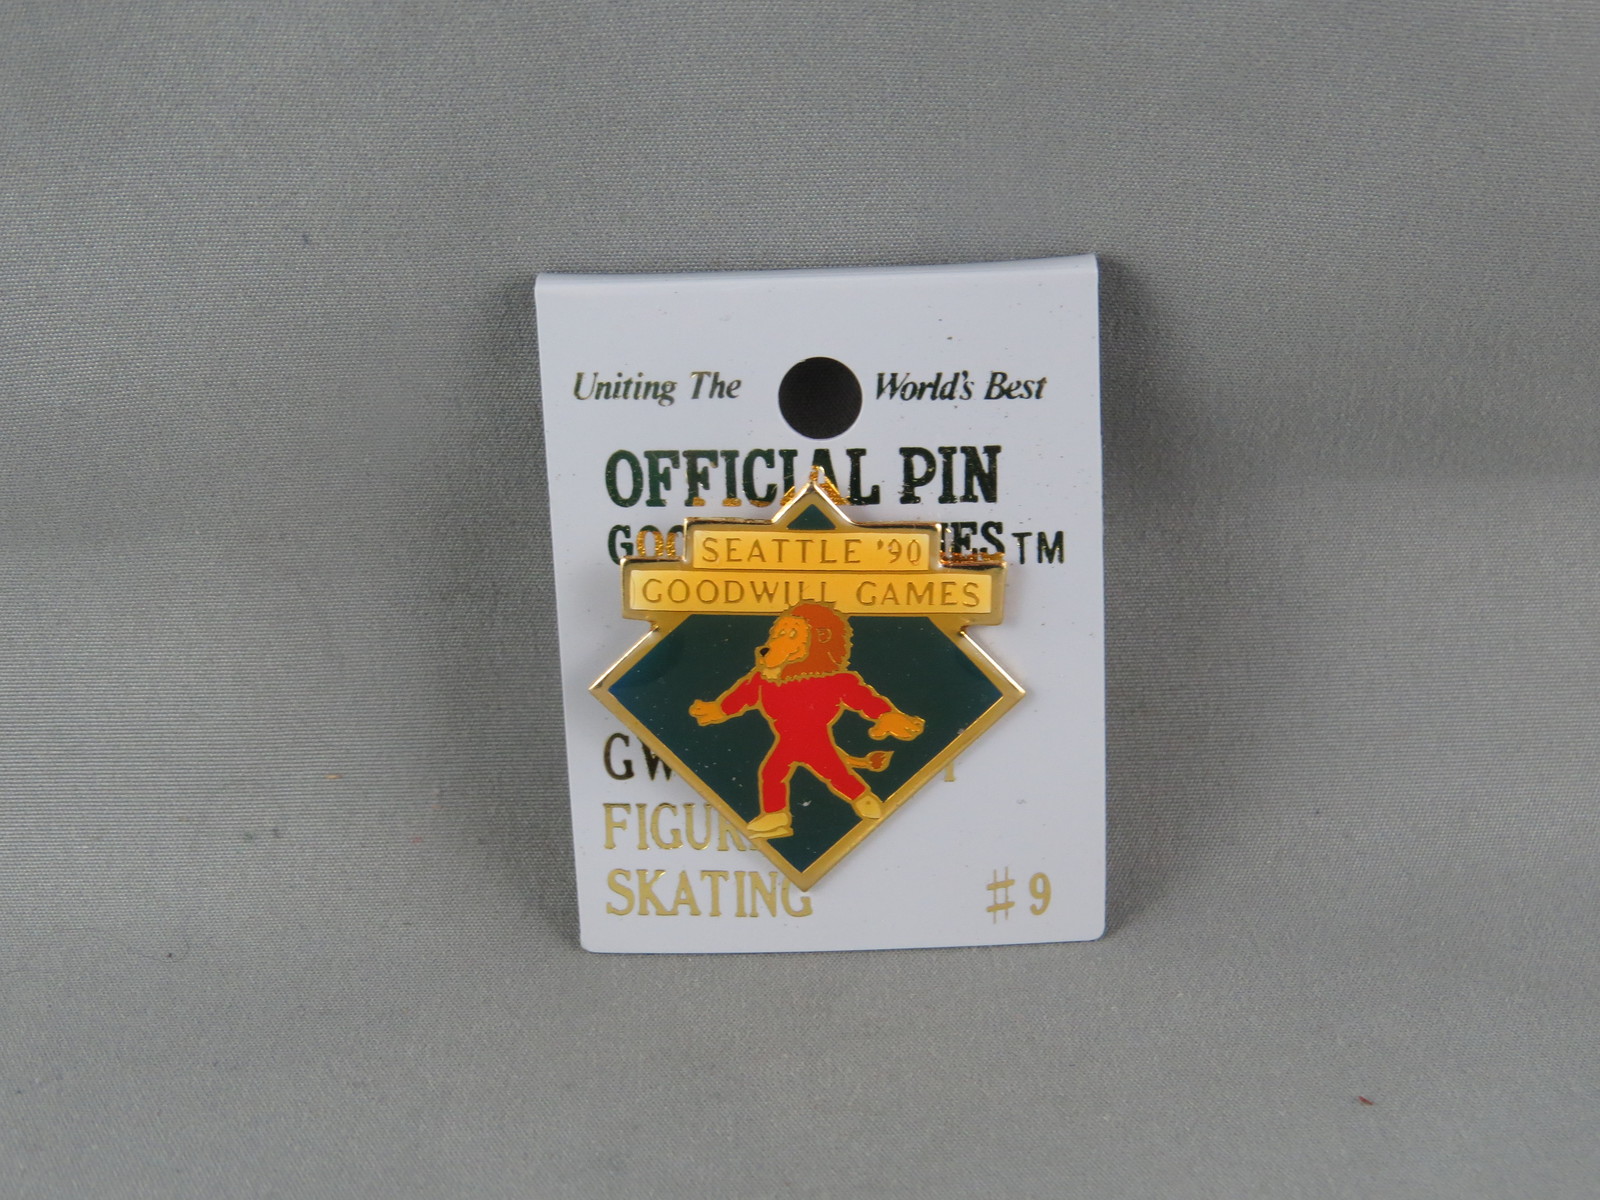 Uniting The World's Best
OFFICIAL PIN
TM
SEATTLE '90
GOODWILL GAMES
SKATING
#9